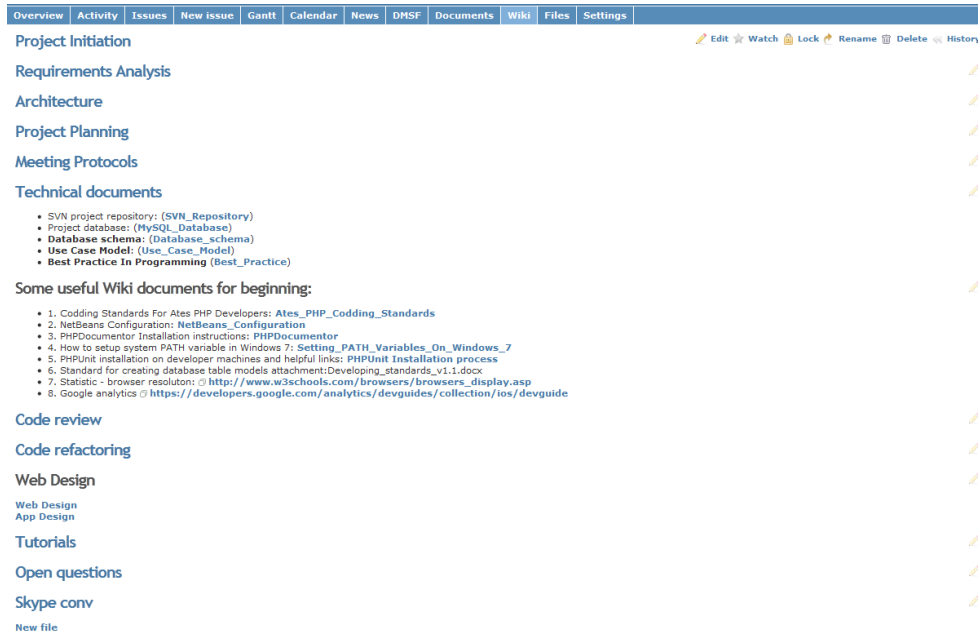 Overview Activity Issues New issue Gantt Calendar News DMSF Documents Wiki Files Settings
Project Initiation
Edit Watch Lock Rename Delete History
Requirements Analysis
Architecture
Project Planning
Meeting Protocols
Technical documents
• SVN project repository: (SVN_Repository)
• Project database: (MySQL_Database)
• Database schema: (Database_schema)
• Use Case Model: (Use_Case_Model)
• Best Practice In Programming (Best_Practice)
Some useful Wiki documents for beginning:
• 1. Codding Standards For Ates PHP Developers: Ates_PHP_Codding_Standards
• 2. NetBeans Configuration: NetBeans_Configuration
• 3. PHPDocumentor Installation instructions: PHPDocumentor
• 4. How to setup system PATH variable in Windows 7: Setting_PATH_Variables_On_Windows_7
• 5. PHPUnit installation on developer machines and helpful links: PHPUnit Installation process
• 6. Standard for creating database table models attachment:Developing_standards_v1.1.docx
• 7. Statistic - browser resoluton: http://www.w3schools.com/browsers/browsers_display.asp
• 8. Google analytics https://developers.google.com/analytics/devguides/collection/ios/devguide
Code review
Code refactoring
Web Design
Web Design
App Design
Tutorials
Open questions
Skype conv
New file